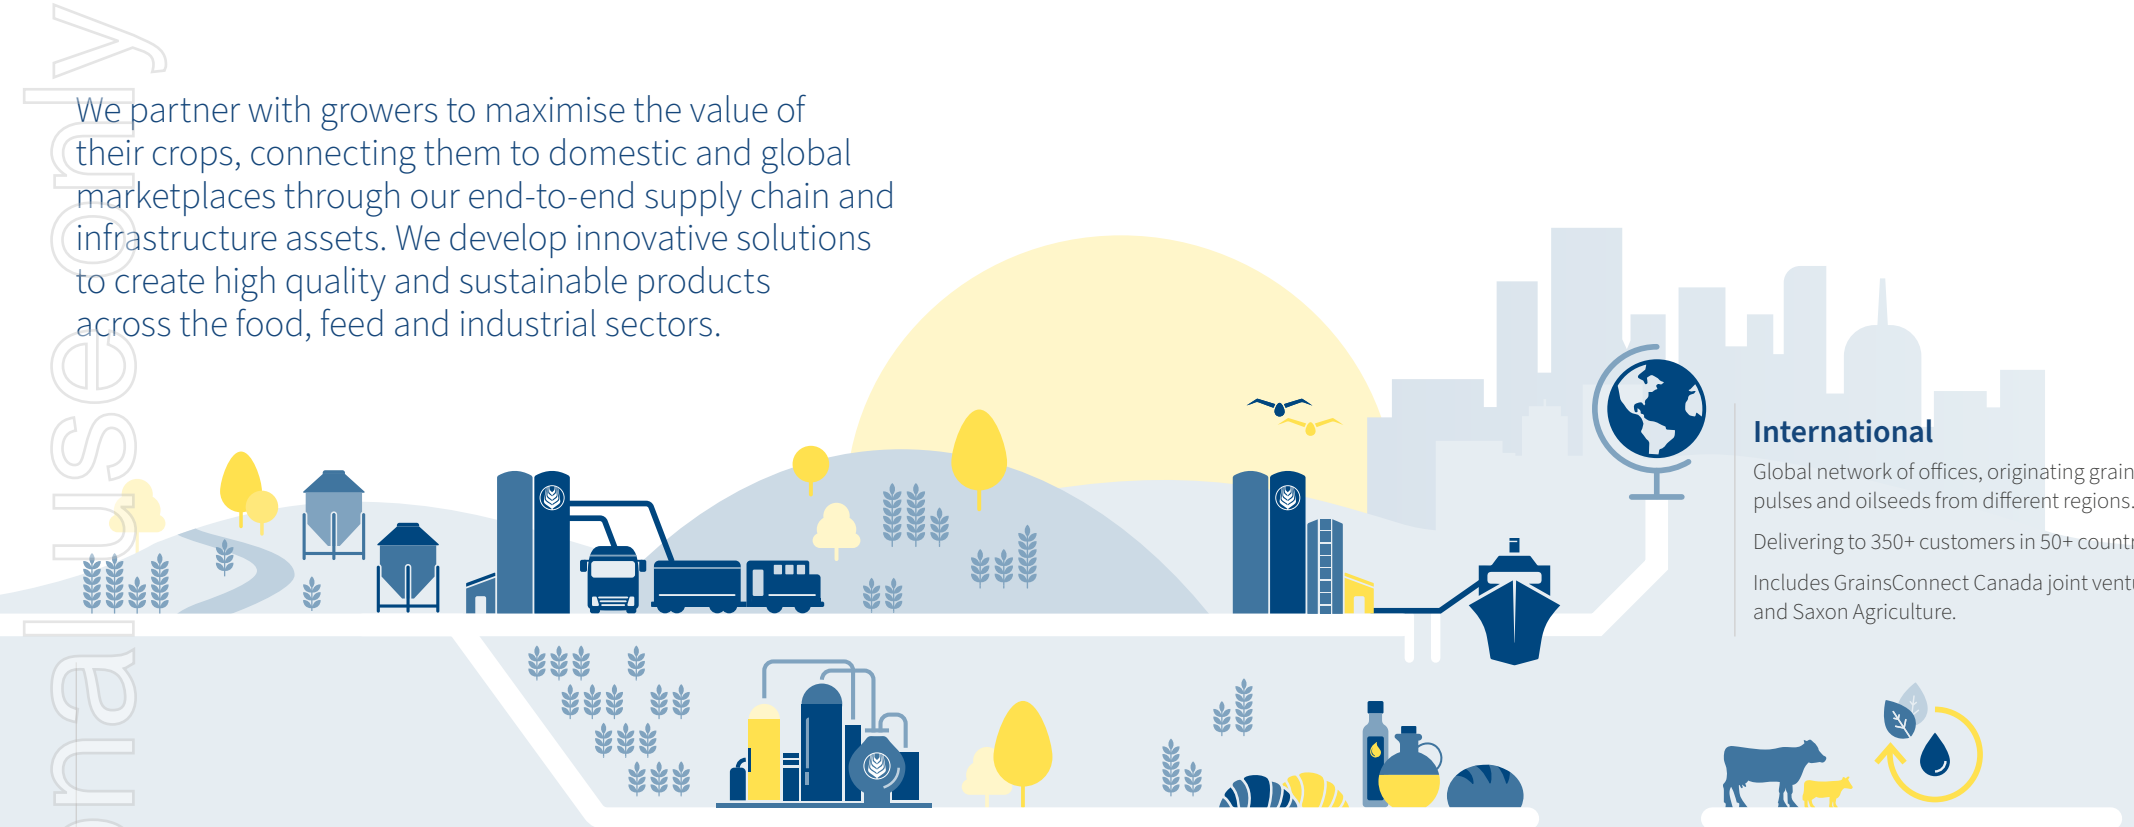 We partner with growers to maximise the value of
their crops, connecting them to domestic and global
marketplaces through our end-to-end supply chain and
infrastructure assets. We develop innovative solutions
to create high quality and sustainable products
across the food, feed and industrial sectors.
International
Global network of offices, originating grain
pulses and oilseeds from different regions.
Delivering to 350+ customers in 50+
and Includes GrainsConnect Canada joint
and Saxon Agriculture.
use only